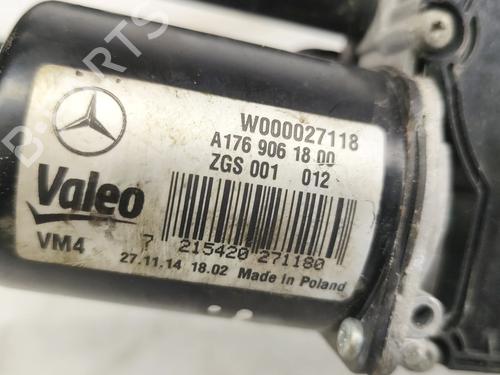 W000027118
A176 906 18 00
ZGS 001 012
Valeo
VM4
7 215420 271180
27.11.14 18.02 Made in Poland